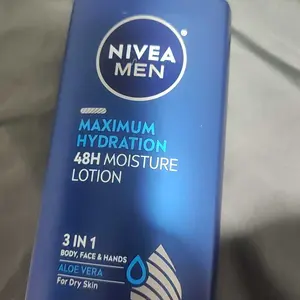 NIVEA
MEN
MAXIMUM
HYDRATION
48H MOISTURE
LOTION
3 IN 1
BODY, FACE & HANDS
ALOE VERA
For Dry Skin